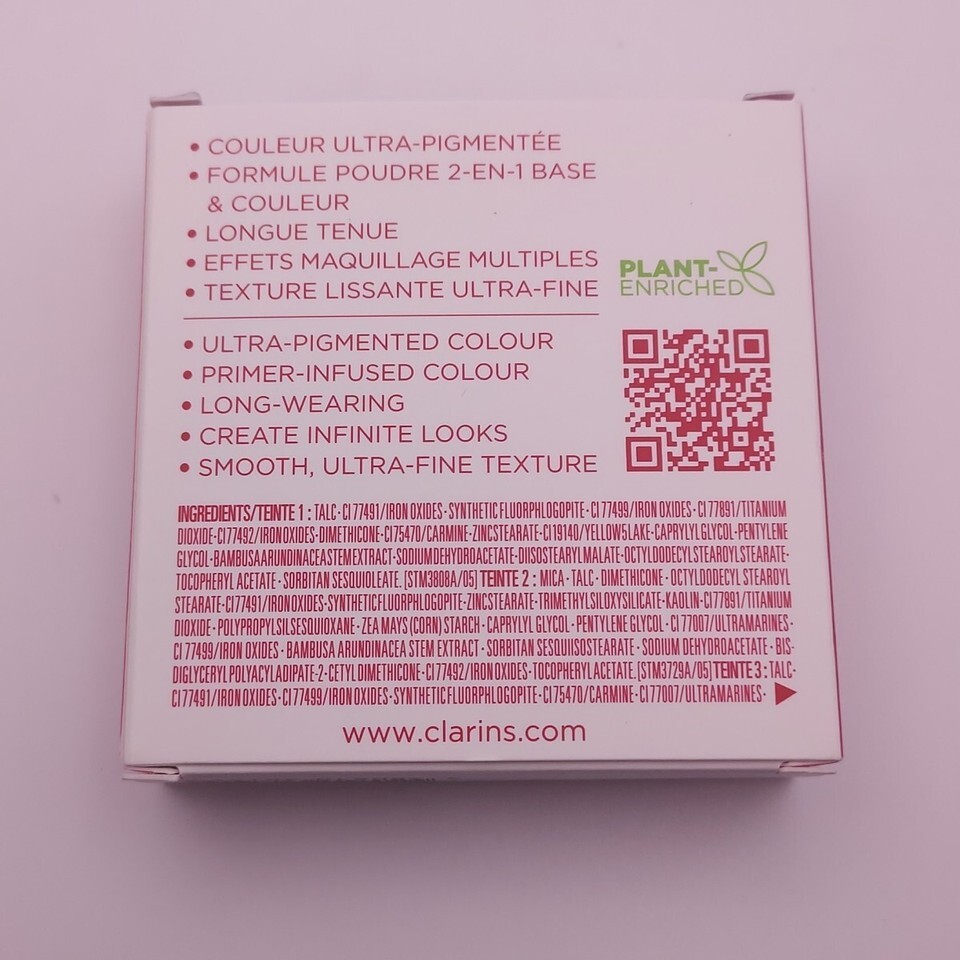 • COULEUR ULTRA-PIGMENTÉE
• FORMULE POUDRE 2-EN-1 BASE
& COULEUR
• LONGUE TENUE
• EFFETS MAQUILLAGE MULTIPLES
• TEXTURE LISSANTE ULTRA-FINE
PLANT-
ENRICHED
• ULTRA-PIGMENTED COLOUR
• PRIMER-INFUSED COLOUR
• LONG-WEARING
• CREATE INFINITE LOOKS
• SMOOTH, ULTRA-FINE TEXTURE
INGREDIENTS/TEINTE 1 : TALC · CI 77491/IRON OXIDES · SYNTHETIC FLUORPHLOGOPITE · CI 77499/IRON OXIDES · CI 77891/TITANIUM
DIOXIDE · CI 77492/IRON OXIDES · DIMETHICONE · CI 75470/CARMINE · ZINC STEARATE · CI 19140/YELLOW 5 LAKE · CAPRYLYL GLYCOL · PENTYLENE
GLYCOL · BAMBUSA ARUNDINACEA STEM EXTRACT · SODIUM DEHYDROACETATE · DIISOSTEARYL MALATE · OCTYLDODECYL STEAROYL STEARATE ·
TOCOPHERYL ACETATE · SORBITAN SESQUIOLEATE. [STM3808A/05] TEINTE 2 : MICA · TALC · DIMETHICONE · OCTYLDODECYL STEAROYL
STEARATE · CI 77491/IRON OXIDES · SYNTHETIC FLUORPHLOGOPITE · ZINC STEARATE · TRIMETHYLSILOXYSILICATE · KAOLIN · CI 77891/TITANIUM
DIOXIDE · POLYPROPYLSILSESQUIOXANE · ZEA MAYS (CORN) STARCH · CAPRYLYL GLYCOL · PENTYLENE GLYCOL · CI 77007/ULTRAMARINES ·
CI 77499/IRON OXIDES · BAMBUSA ARUNDINACEA STEM EXTRACT · SORBITAN SESQUIISOSTEARATE · SODIUM DEHYDROACETATE · BIS-
DIGLYCERYL POLYACYLADIPATE-2 · CETYL DIMETHICONE · CI 77492/IRON OXIDES · TOCOPHERYL ACETATE. [STM3729A/05] TEINTE 3 : TALC ·
CI 77491/IRON OXIDES · CI 77499/IRON OXIDES · SYNTHETIC FLUORPHLOGOPITE · CI 75470/CARMINE · CI 77007/ULTRAMARINES ·
www.clarins.com